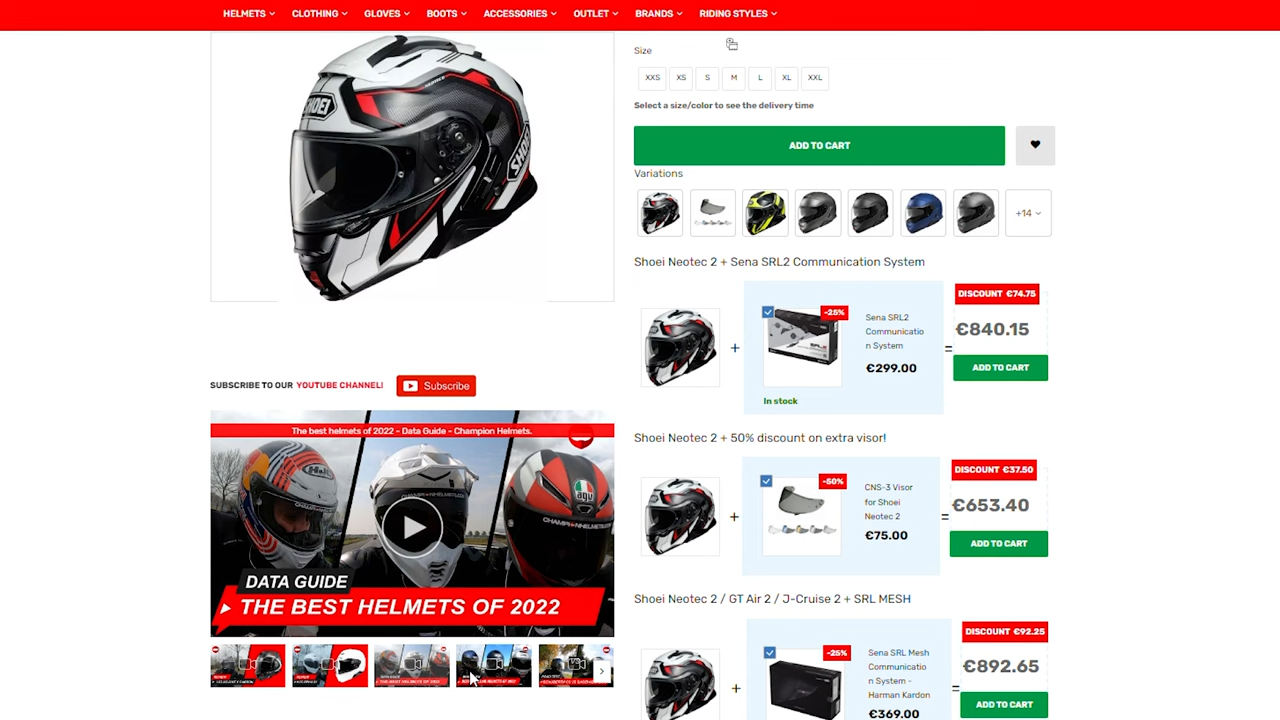 HELMETS CLOTHING GLOVES BOOTS ACCESSORIES OUTLET BRANDS RIDING STYLES
SHOEI
SHOEI
Size
XXS XS S M L XL XXL
Select a size/color to see the delivery time
ADD TO CART
Variations
+14
Shoei Neotec 2 + Sena SRL2 Communication System
-25%
Sena SRL2
Communicatio
n System
€299.00
In stock
+
=
DISCOUNT €74.75
€840.15
ADD TO CART
SUBSCRIBE TO OUR YOUTUBE CHANNEL!
Subscribe
The best helmets of 2022 - Data Guide - Champion Helmets.
HJC
agv
DATA GUIDE
THE BEST HELMETS OF 2022
Shoei Neotec 2 + 50% discount on extra visor!
-50%
CNS-3 Visor
for Shoei
Neotec 2
€75.00
+
=
DISCOUNT €37.50
€653.40
ADD TO CART
Shoei Neotec 2 / GT Air 2 / J-Cruise 2 + SRL MESH
-25%
Sena SRL Mesh
Communicatio
n System -
Harman Kardon
€369.00
+
=
DISCOUNT €92.25
€892.65
ADD TO CART